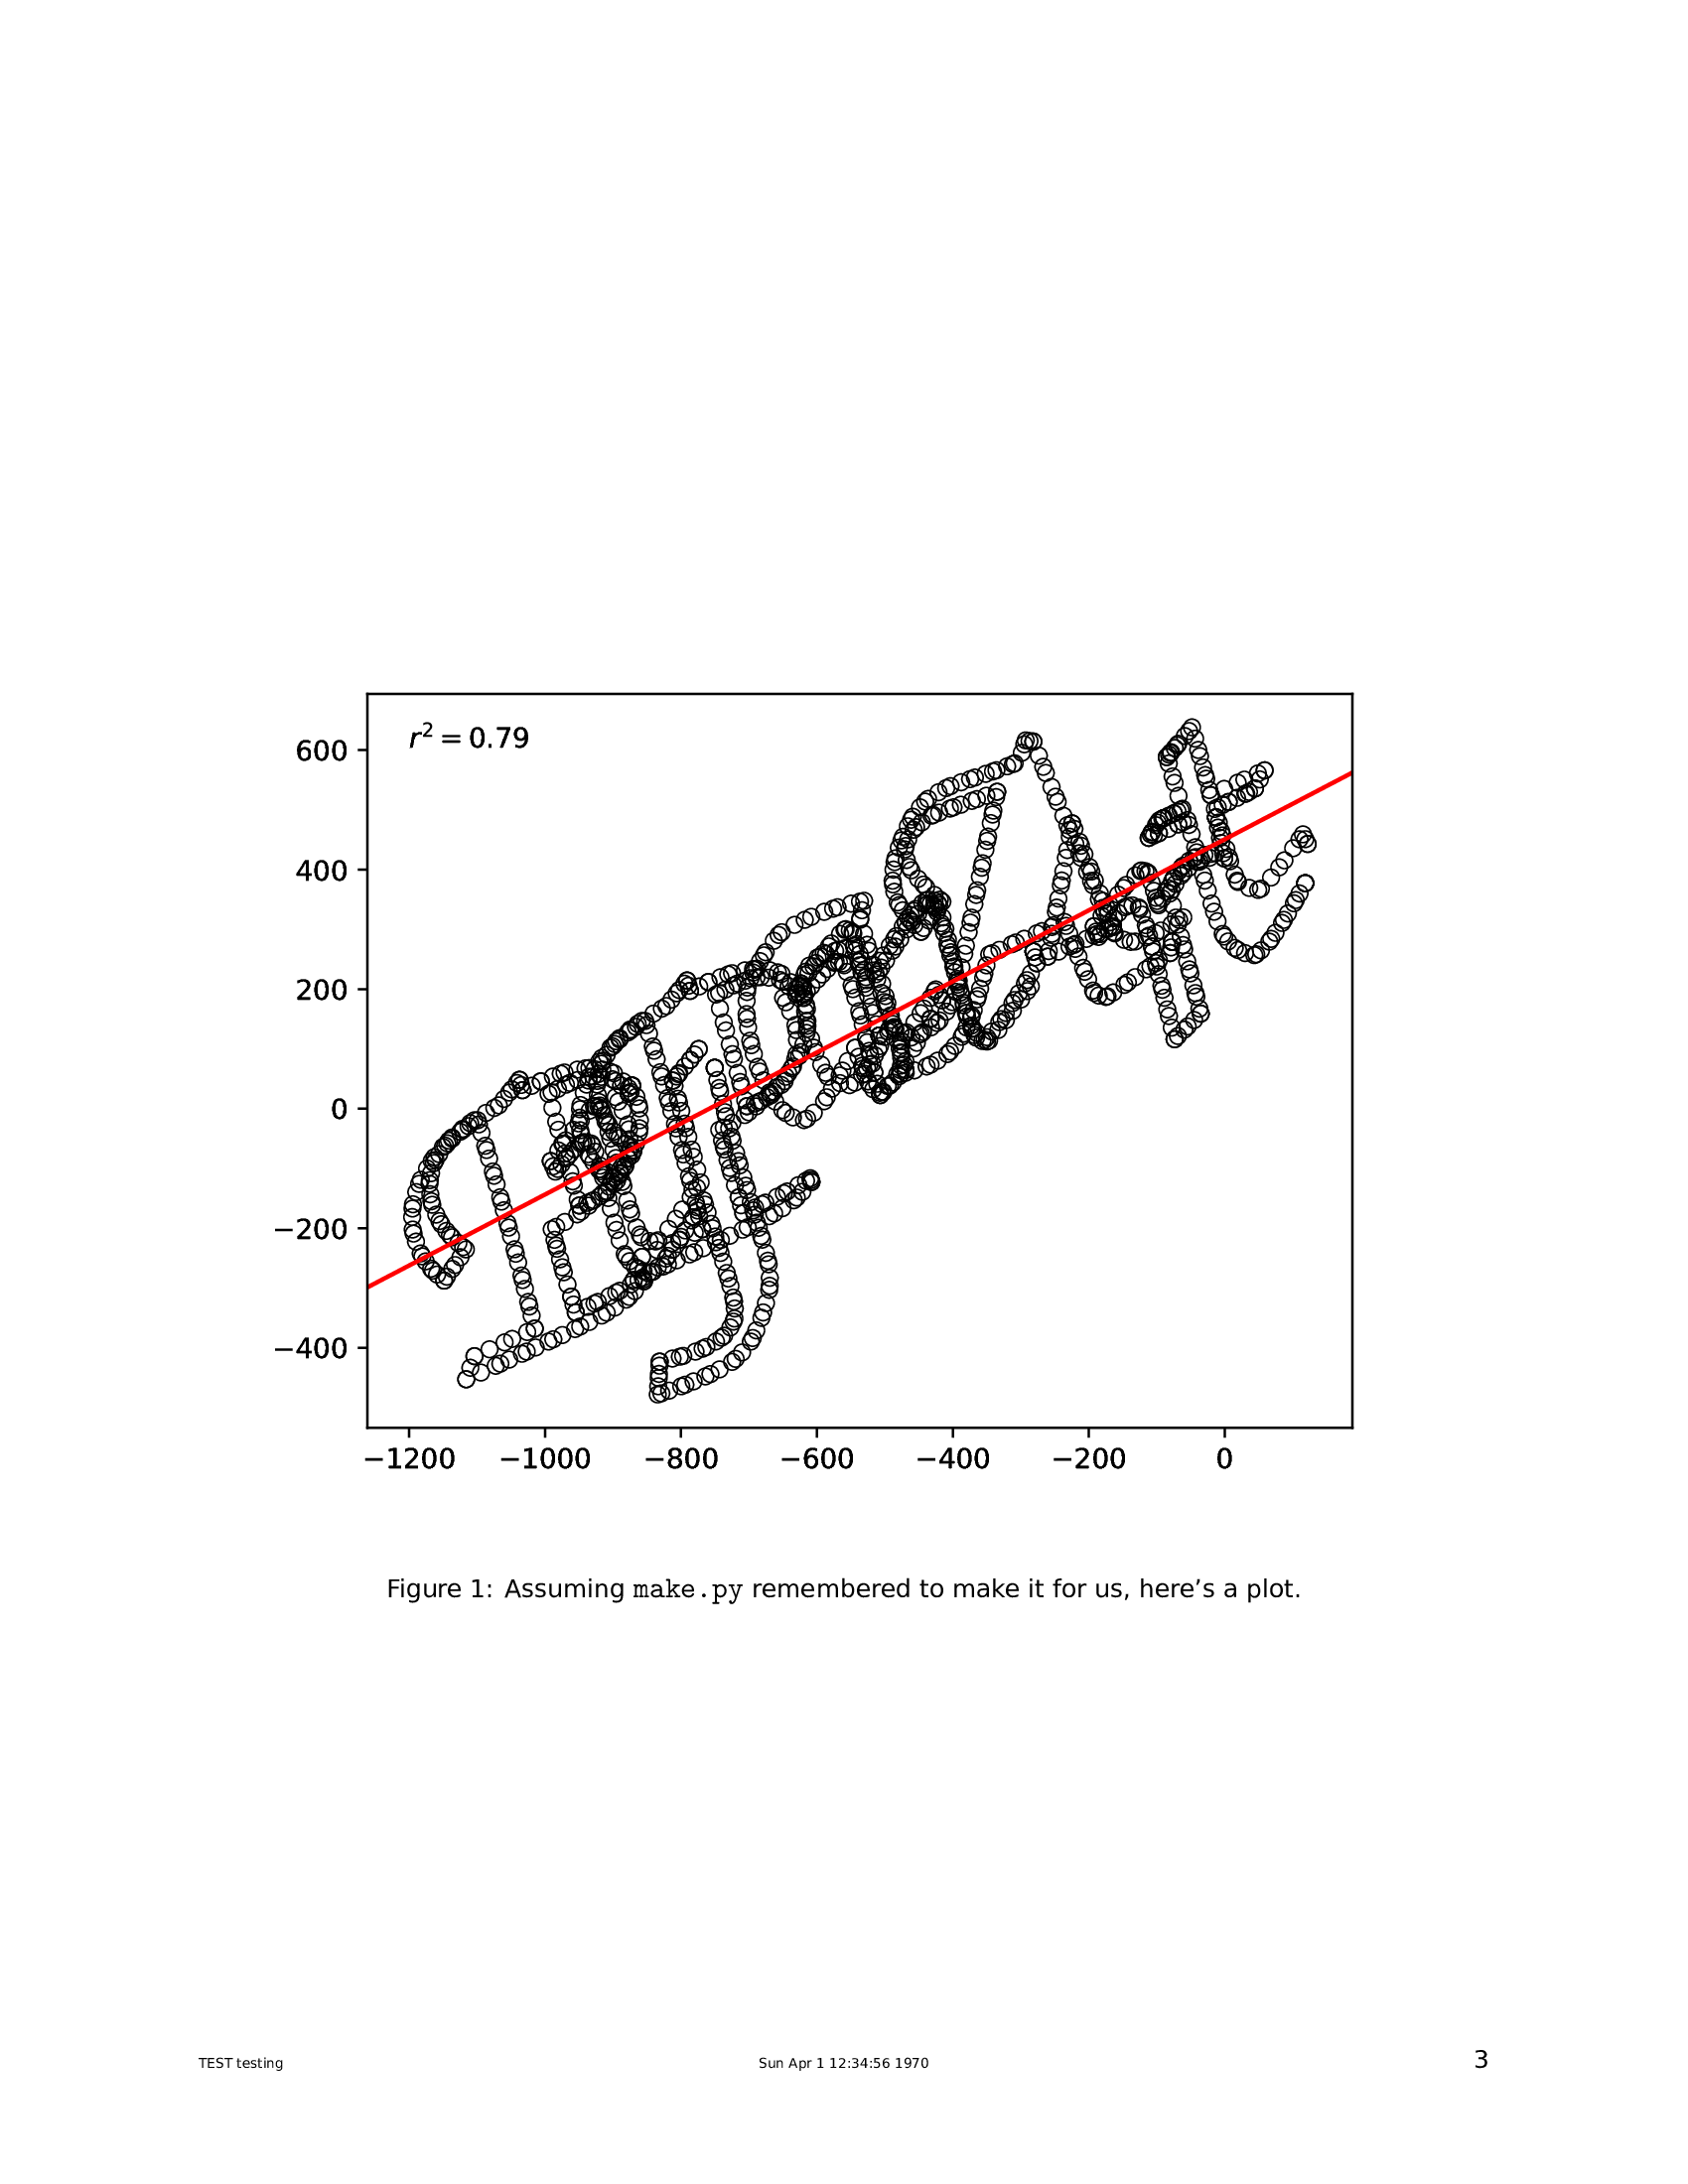 r² = 0.79
600
400
200
0
−200
−400
−1200 −1000 −800 −600 −400 −200 0
Figure 1: Assuming make.py remembered to make it for us, here’s a plot.
TEST testing Sun Apr 1 12:34:56 1970 3